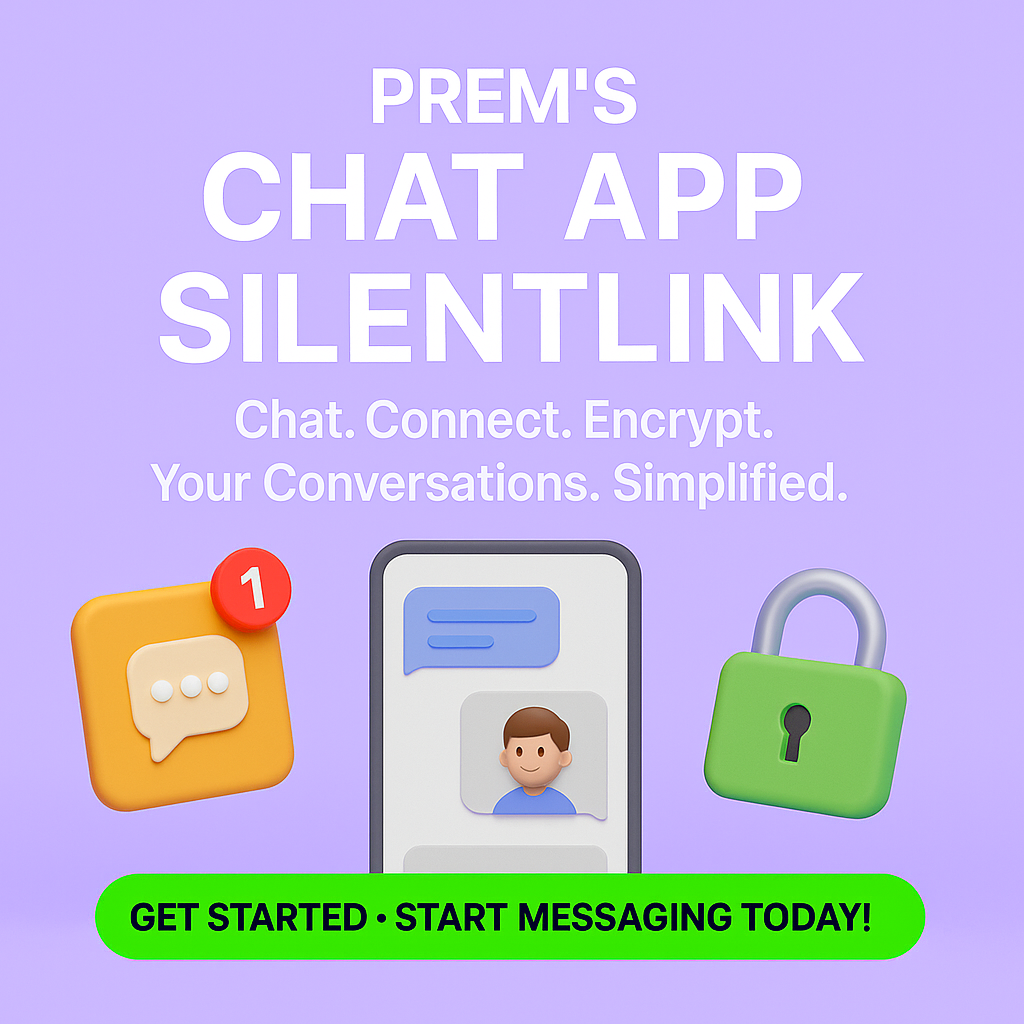 PREM'S
CHAT APP
SILENTLINK
Chat. Connect. Encrypt.
Your Conversations. Simplified.
1
GET STARTED • START MESSAGING TODAY!